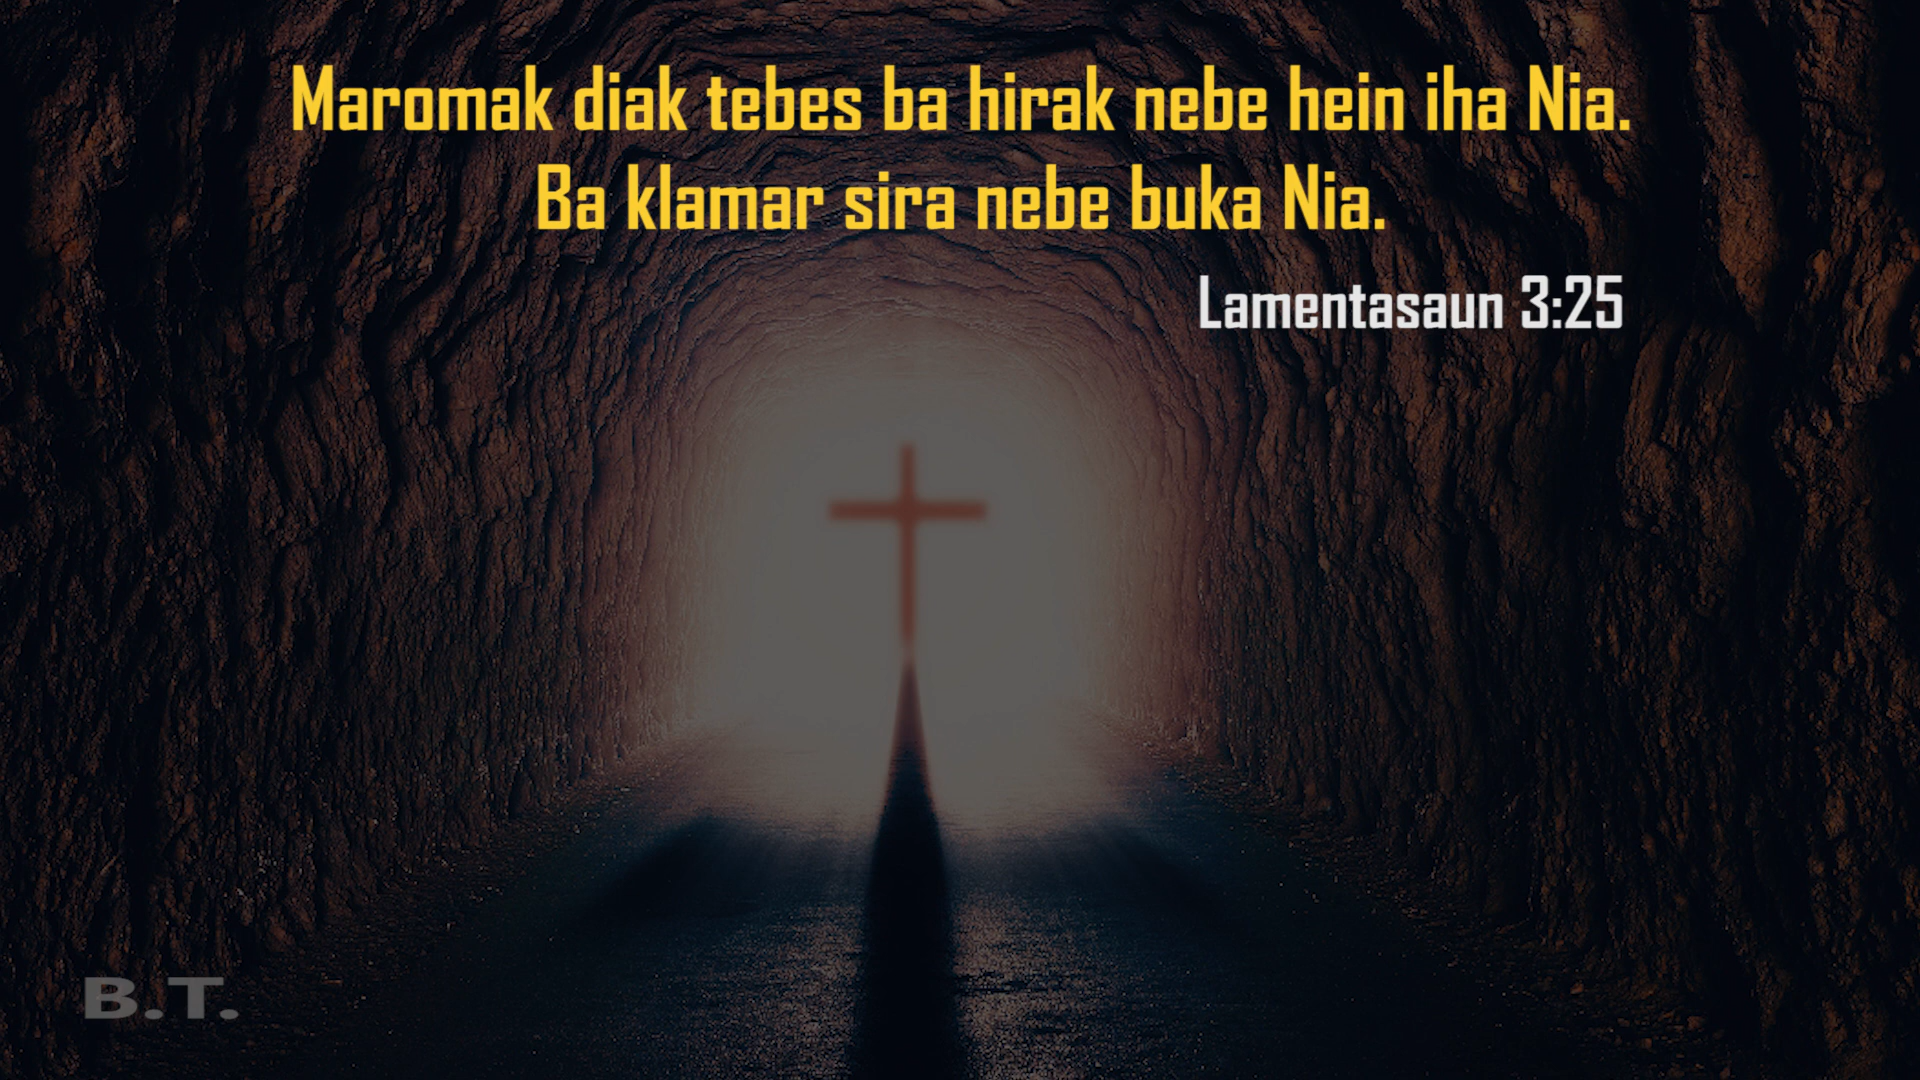 Maromak diak tebes ba hirak nebe hein iha Nia.
Ba klamar sira nebe buka Nia.
Lamentasaun 3:25
B.T.